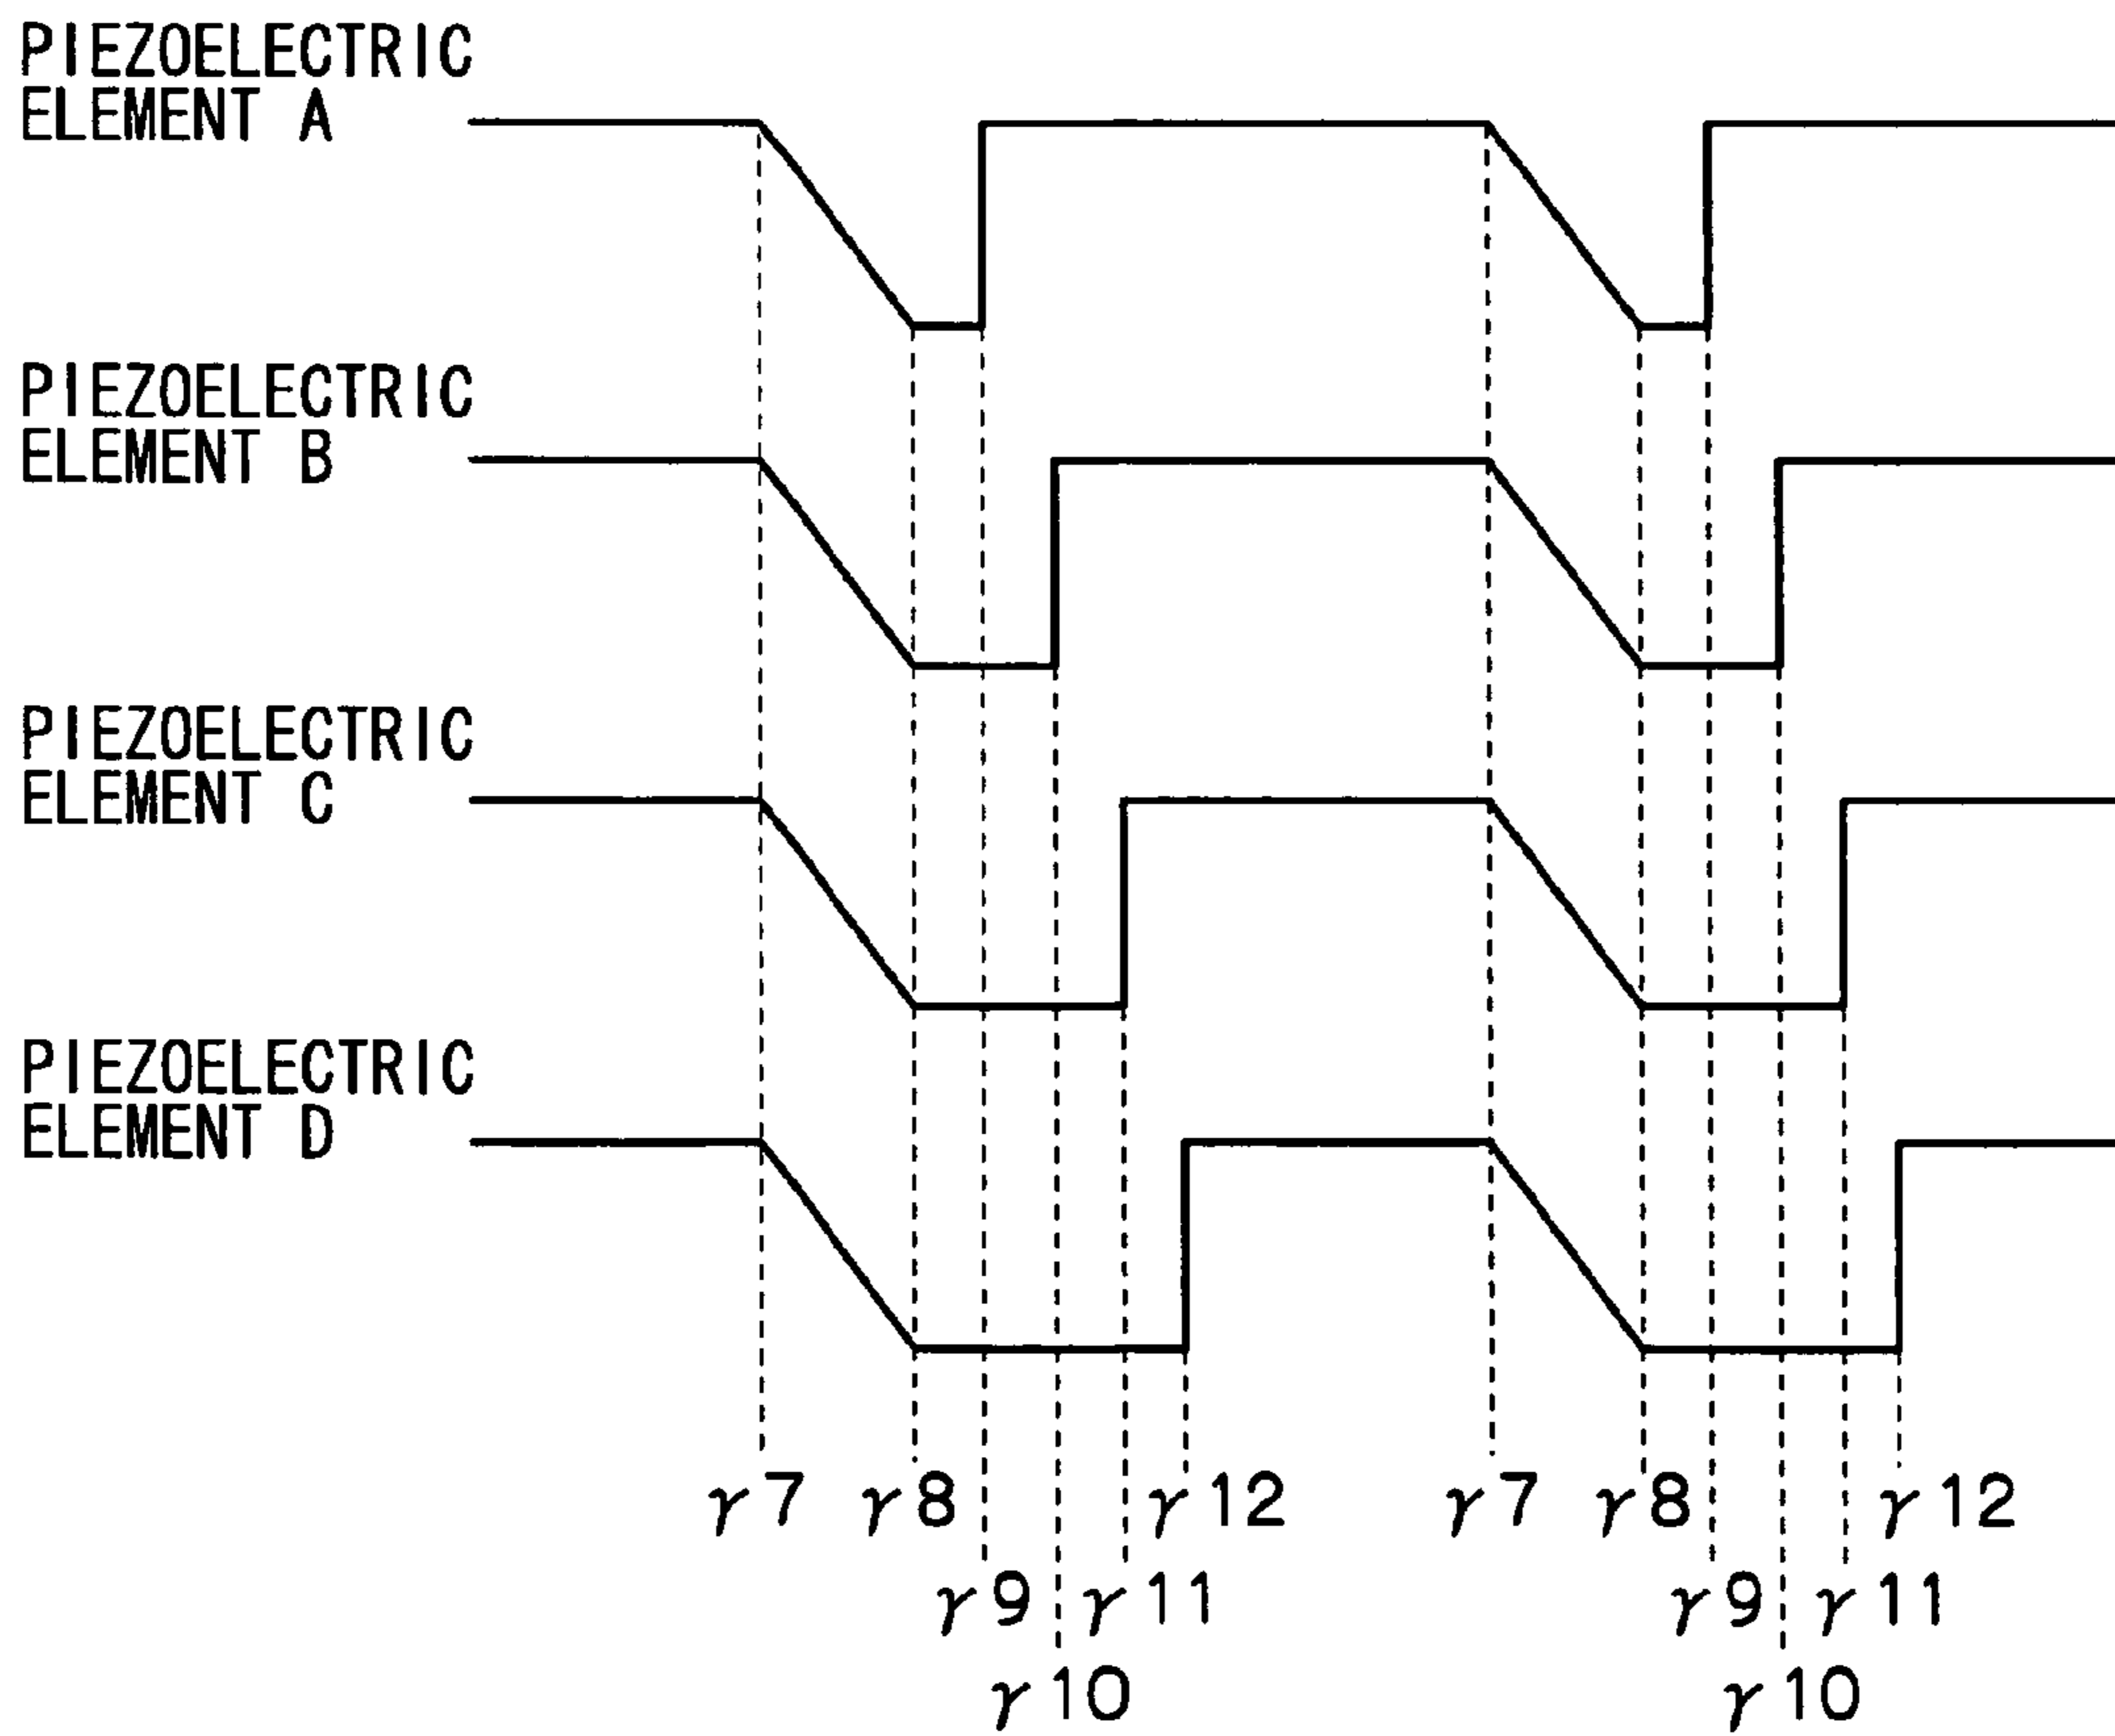 PIEZOELECTRIC
ELEMENT A
PIEZOELECTRIC
ELEMENT B
PIEZOELECTRIC
ELEMENT C
PIEZOELECTRIC
ELEMENT D
γ7 γ8 γ12 γ7 γ8 γ12
γ9 γ11 γ9 γ11
γ10 γ10